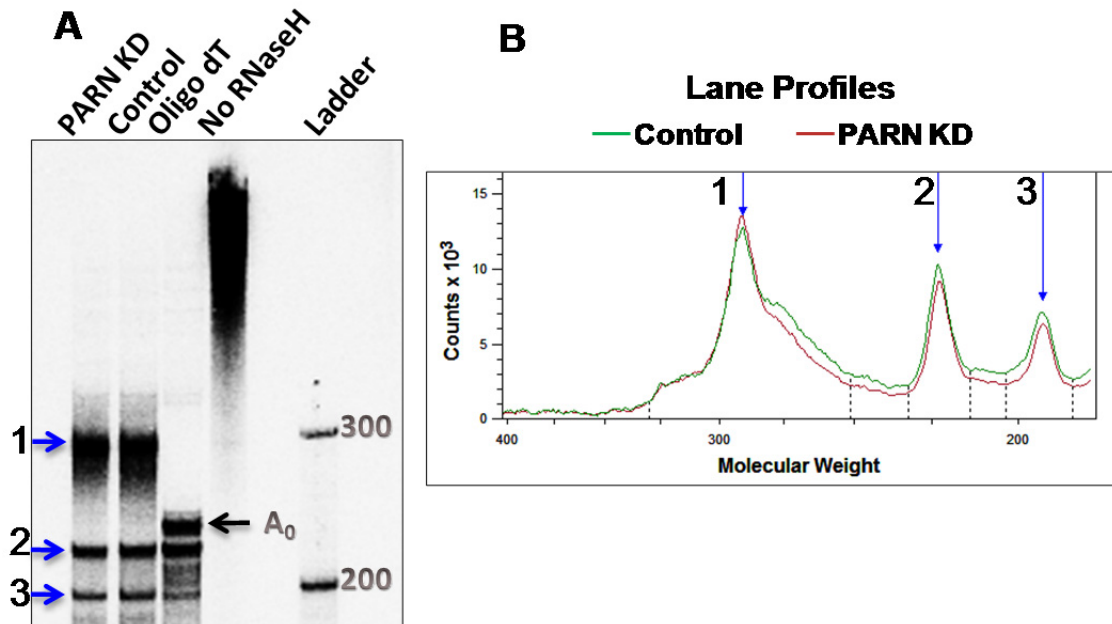 A
PARN KD
Control
Oligo dT
No RNaseH
Ladder
1
2
3
300
A₀
200
B
Lane Profiles
Control
PARN KD
1
2
3
15
10
5
0
Counts x 10³
400
300
200
Molecular Weight